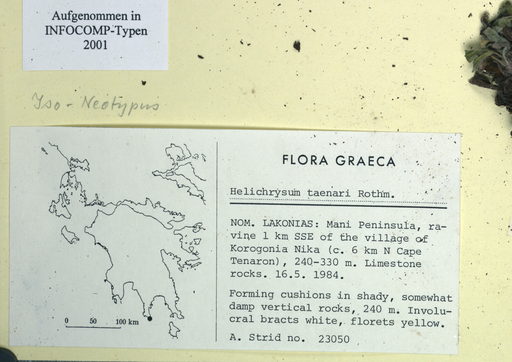 Aufgenommen in
INFOCOMP-Typen
2001
Iso-Neotypus
FLORA GRAECA
Helichrysum taenari Rothm.
NOM. LAKONIAS: Mani Peninsula, ra-
vine 1 km SSE of the village of
Korogonia Nika (c. 6 km N Cape
Tenaron), 240-330 m. Limestone
rocks. 16.5. 1984.
Forming cushions in shady, somewhat
damp vertical rocks, 240 m. Involu-
cral bracts white, florets yellow.
A. Strid no. 23050
0 50 100 km